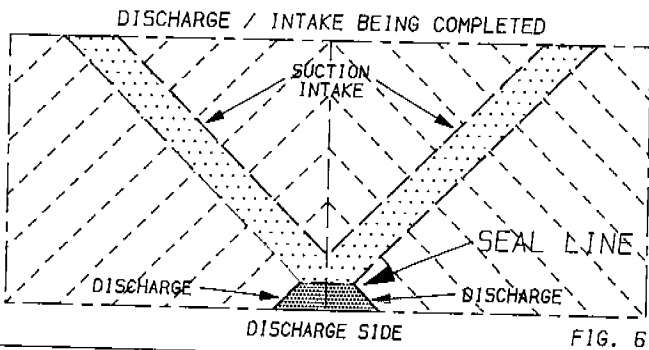 DISCHARGE / INTAKE BEING COMPLETED
SUCTION
INTAKE
SEAL LINE
DISCHARGE
DISCHARGE
DISCHARGE SIDE
FIG. 6